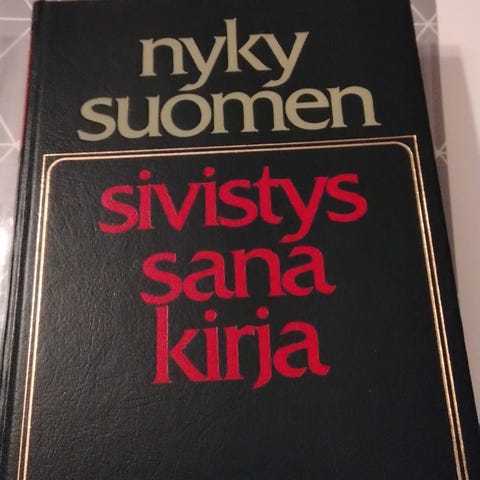 nyky
suomen
sivistys
sana
kirja